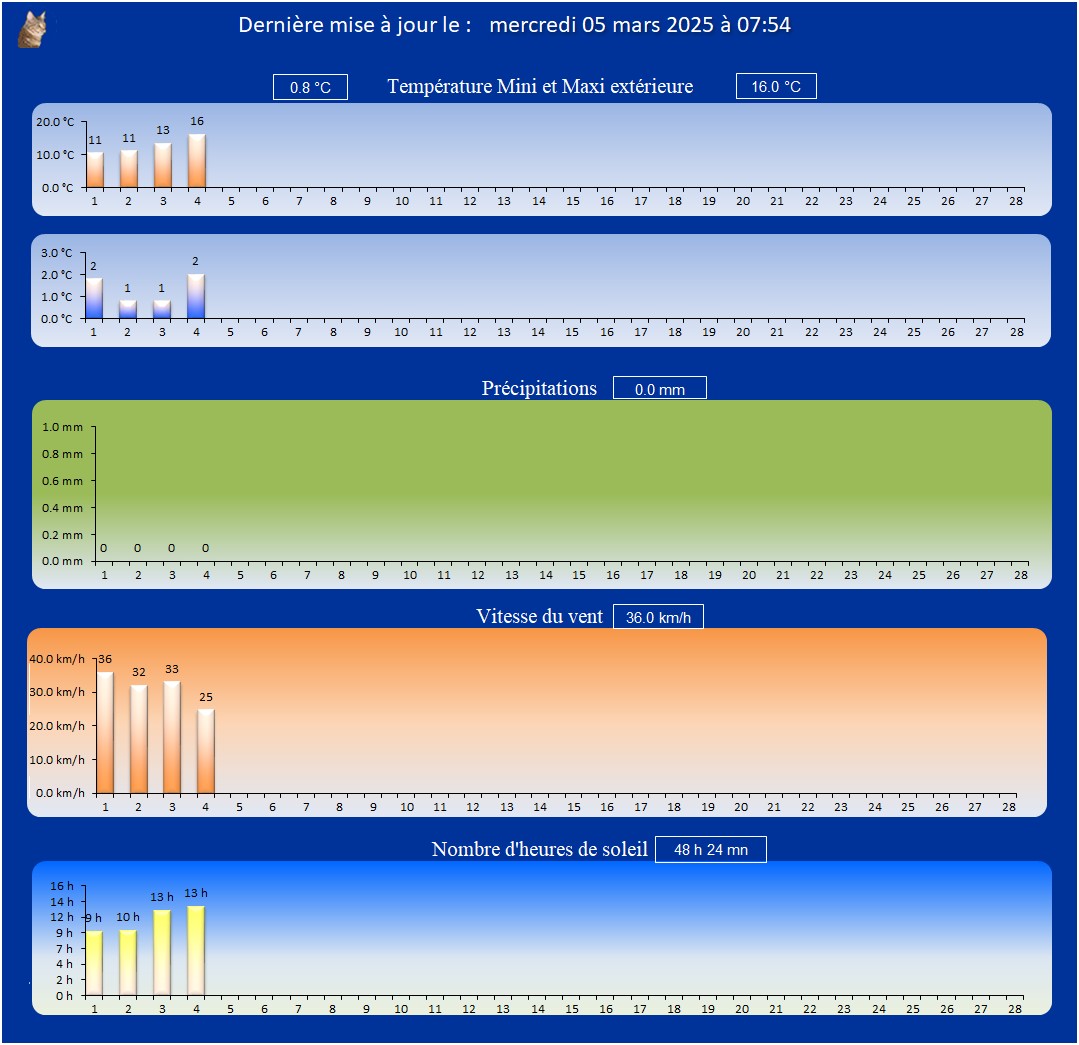 Dernière mise à jour le : mercredi 05 mars 2025 à 07:54
0.8 °C Température Mini et Maxi extérieure 16.0 °C
20.0 °C
10.0 °C
0.0 °C
11 11 13 16
1 2 3 4 5 6 7 8 9 10 11 12 13 14 15 16 17 18 19 20 21 22 23 24 25 26 27 28
3.0 °C
2.0 °C
1.0 °C
0.0 °C
2 1 1 2
1 2 3 4 5 6 7 8 9 10 11 12 13 14 15 16 17 18 19 20 21 22 23 24 25 26 27 28
Précipitations 0.0 mm
1.0 mm
0.8 mm
0.6 mm
0.4 mm
0.2 mm
0.0 mm
0 0 0 0
1 2 3 4 5 6 7 8 9 10 11 12 13 14 15 16 17 18 19 20 21 22 23 24 25 26 27 28
Vitesse du vent 36.0 km/h
40.0 km/h
30.0 km/h
20.0 km/h
10.0 km/h
0.0 km/h
36 32 33 25
1 2 3 4 5 6 7 8 9 10 11 12 13 14 15 16 17 18 19 20 21 22 23 24 25 26 27 28
Nombre d'heures de soleil 48 h 24 mn
16 h
14 h
12 h
9 h
7 h
4 h
2 h
0 h
9 h 10 h 13 h 13 h
1 2 3 4 5 6 7 8 9 10 11 12 13 14 15 16 17 18 19 20 21 22 23 24 25 26 27 28